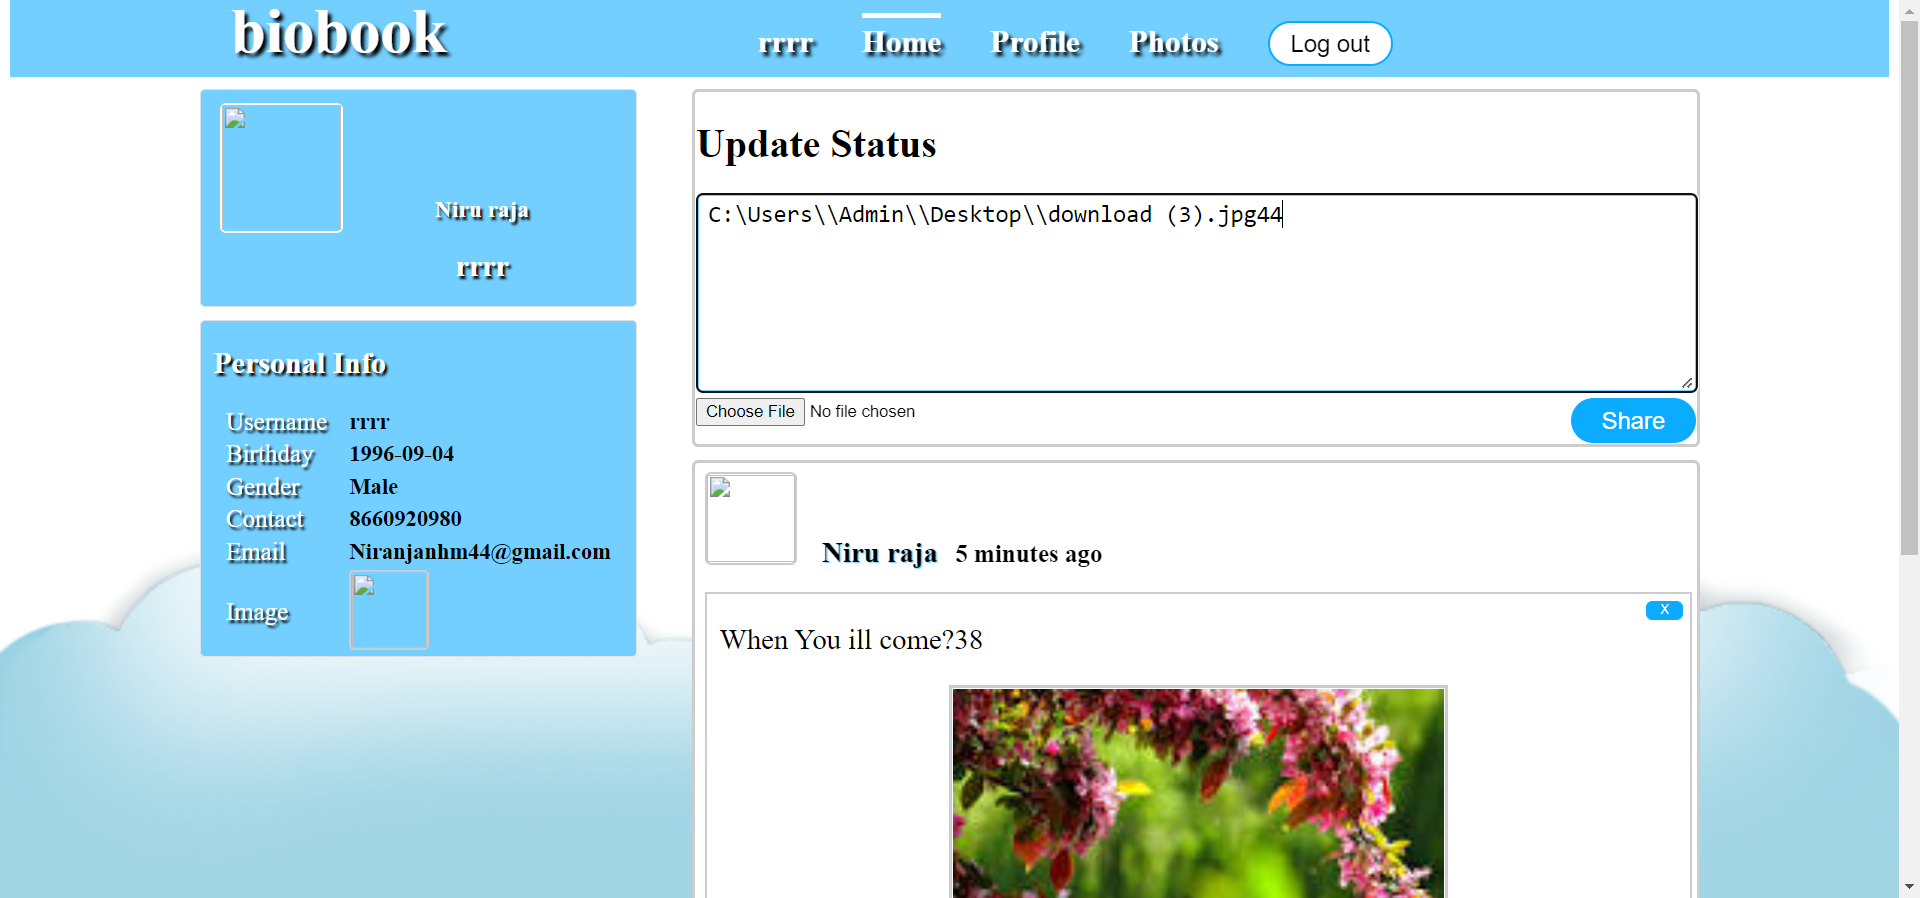 biobook
rrrr Home Profile Photos Log out
Niru raja
rrrr
Personal Info
Username rrrr
Birthday 1996-09-04
Gender Male
Contact 8660920980
Email Niranjanhm44@gmail.com
Image
Update Status
C:\Users\\Admin\\Desktop\\download (3).jpg44
Choose File No file chosen
Share
Niru raja 5 minutes ago
X
When You ill come?38